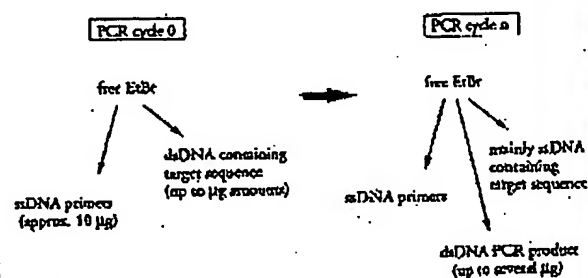 PCR cycle 0
free EtBr
dsDNA containing
target sequence
(up to µg amounts)
ssDNA primers
(approx. 10 µg)
PCR cycle n
free EtBr
mainly ssDNA
containing
target sequence
ssDNA primers
dsDNA PCR product
(up to several µg)